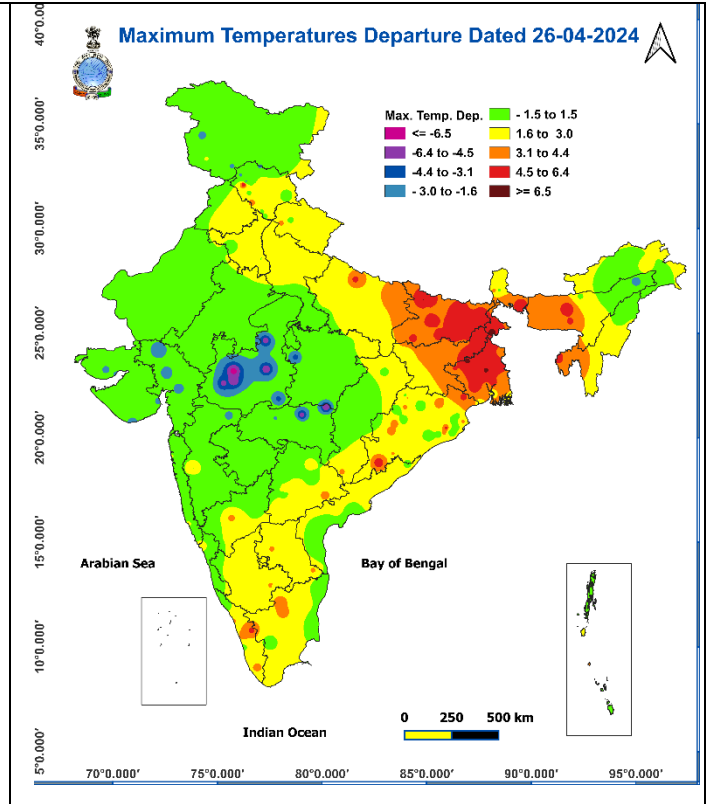 Maximum Temperatures Departure Dated 26-04-2024
Max. Temp. Dep.
<= -6.5
-6.4 to -4.5
-4.4 to -3.1
- 3.0 to -1.6
- 1.5 to 1.5
1.6 to 3.0
3.1 to 4.4
4.5 to 6.4
>= 6.5
40°0.0
35°0.000'
30°0.000'
25°0.000'
20°0.000'
15°0.000'
10°0.000'
5°0.000'
Arabian Sea
Bay of Bengal
Indian Ocean
0 250 500 km
70°0.000' 75°0.000' 80°0.000' 85°0.000' 90°0.000' 95°0.000'